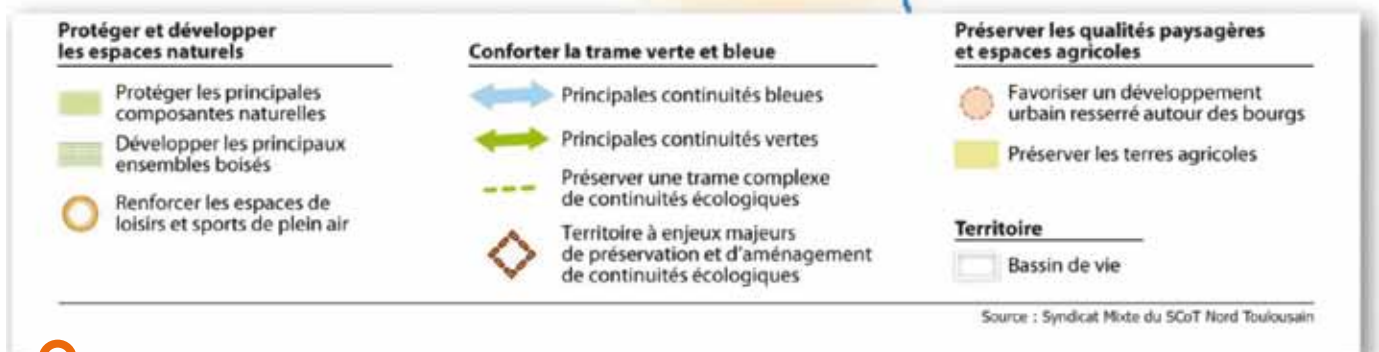 Protéger et développer
les espaces naturels
Protéger les principales
composantes naturelles
Développer les principaux
ensembles boisés
Renforcer les espaces de
loisirs et sports de plein air
Conforter la trame verte et bleue
Principales continuités bleues
Principales continuités vertes
Préserver une trame complexe
de continuités écologiques
Territoire à enjeux majeurs
de préservation et d'aménagement
de continuités écologiques
Préserver les qualités paysagères
et espaces agricoles
Favoriser un développement
urbain resserré autour des bourgs
Préserver les terres agricoles
Territoire
Bassin de vie
Source : Syndicat Mixte du SCoT Nord Toulousain